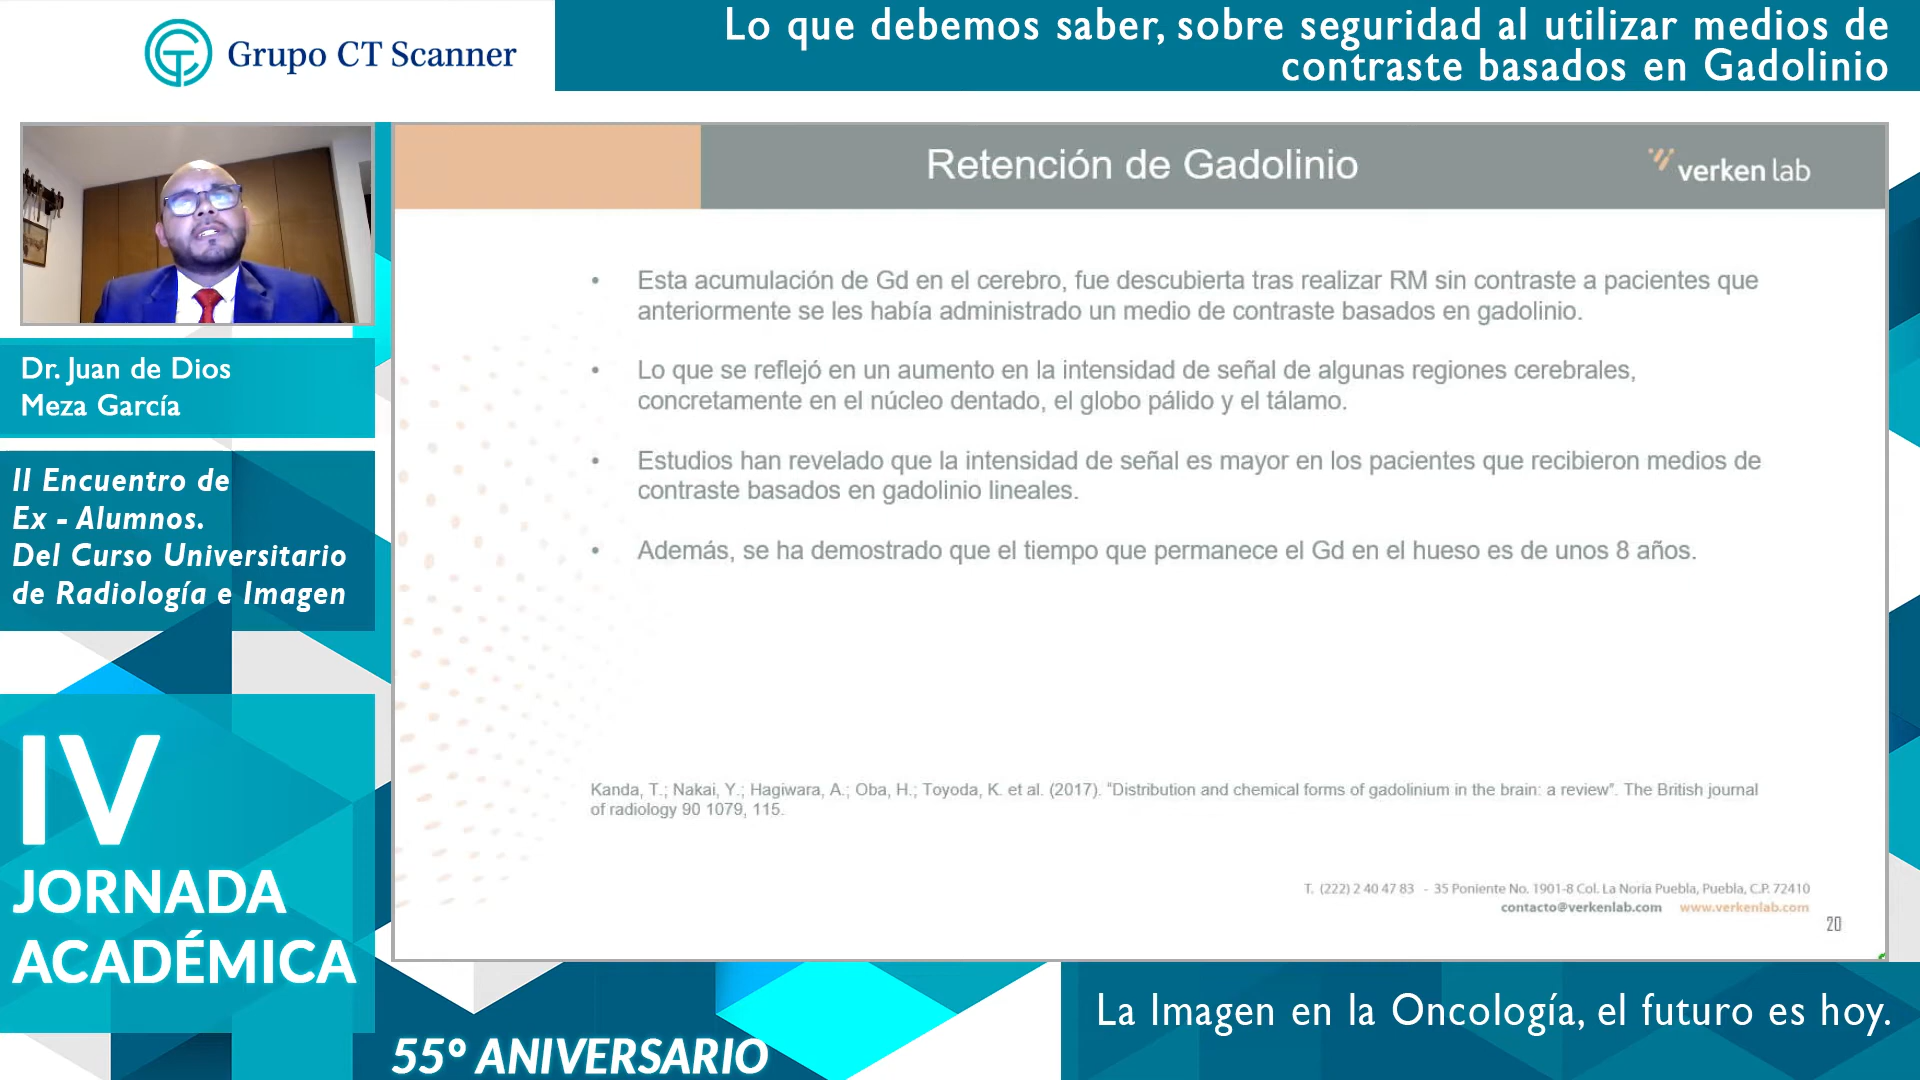 Grupo CT Scanner
Lo que debemos saber, sobre seguridad al utilizar medios de
contraste basados en Gadolinio
Dr. Juan de Dios
Meza García
II Encuentro de
Ex - Alumnos.
Del Curso Universitario
de Radiología e Imagen
IV
JORNADA
ACADÉMICA
Retención de Gadolinio
verken lab
• Esta acumulación de Gd en el cerebro, fue descubierta tras realizar RM sin contraste a pacientes que
anteriormente se les había administrado un medio de contraste basados en gadolinio.
• Lo que se reflejó en un aumento en la intensidad de señal de algunas regiones cerebrales,
concretamente en el núcleo dentado, el globo pálido y el tálamo.
• Estudios han revelado que la intensidad de señal es mayor en los pacientes que recibieron medios de
contraste basados en gadolinio lineales.
• Además, se ha demostrado que el tiempo que permanece el Gd en el hueso es de unos 8 años.
Kanda, T.; Nakai, Y.; Hagiwara, A.; Oba, H.; Toyoda, K. et al. (2017). "Distribution and chemical forms of gadolinium in the brain: a review". The British journal
of radiology 90 1079, 115.
T. (222) 2 40 47 83 - 35 Poniente No. 1901-8 Col. La Noria Puebla, Puebla, C.P. 72410
contacto@verkenlab.com www.verkenlab.com
20
55° ANIVERSARIO
La Imagen en la Oncología, el futuro es hoy.